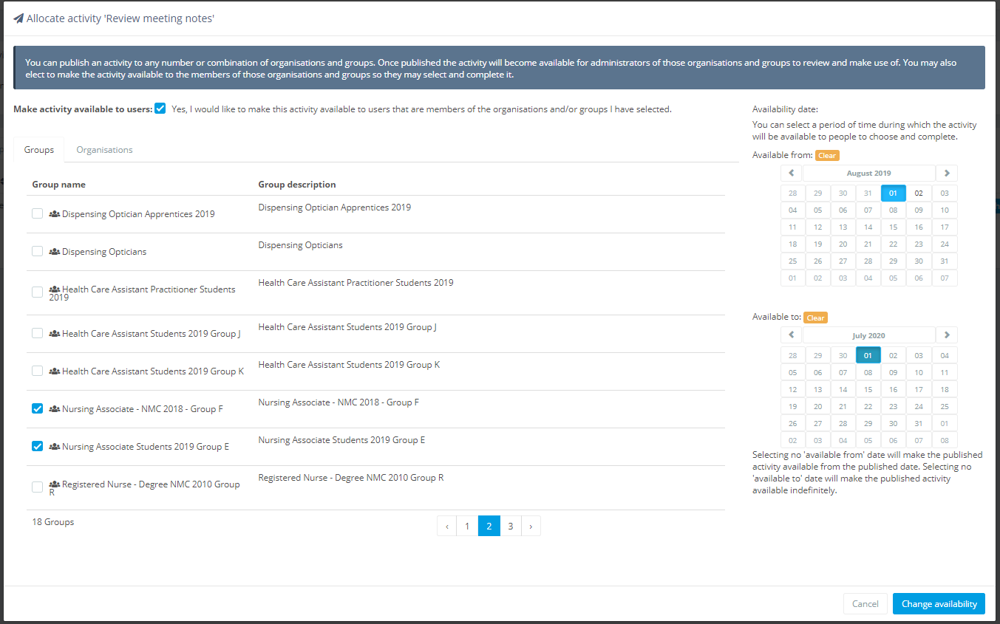 Allocate activity 'Review meeting notes'
You can publish an activity to any number or combination of organisations and groups. Once published the activity will become available for administrators of those organisations and groups to review and make use of. You may also
elect to make the activity available to the members of those organisations and groups so they may select and complete it.
Make activity available to users: Yes, I would like to make this activity available to users that are members of the organisations and/or groups I have selected.
Groups Organisations
Group name Group description
Dispensing Optician Apprentices 2019 Dispensing Optician Apprentices 2019
Dispensing Opticians Dispensing Opticians
Health Care Assistant Practitioner Students Health Care Assistant Practitioner Students 2019
2019
Health Care Assistant Students 2019 Group J Health Care Assistant Students 2019 Group J
Health Care Assistant Students 2019 Group K Health Care Assistant Students 2019 Group K
Nursing Associate - NMC 2018 - Group F Nursing Associate - NMC 2018 - Group F
Nursing Associate Students 2019 Group E Nursing Associate Students 2019 Group E
Registered Nurse - Degree NMC 2010 Group Registered Nurse - Degree NMC 2010 Group R
R
18 Groups ‹ 1 2 3 ›
Availability date:
You can select a period of time during which the activity
will be available to people to choose and complete.
Available from: Clear
August 2019
28 29 30 31 01 02 03
04 05 06 07 08 09 10
11 12 13 14 15 16 17
18 19 20 21 22 23 24
25 26 27 28 29 30 31
01 02 03 04 05 06 07
Available to: Clear
July 2020
28 29 30 01 02 03 04
05 06 07 08 09 10 11
12 13 14 15 16 17 18
19 20 21 22 23 24 25
26 27 28 29 30 31 01
02 03 04 05 06 07 08
Selecting no 'available from' date will make the published
activity available from the published date. Selecting no
'available to' date will make the published activity
available indefinitely.
Cancel Change availability